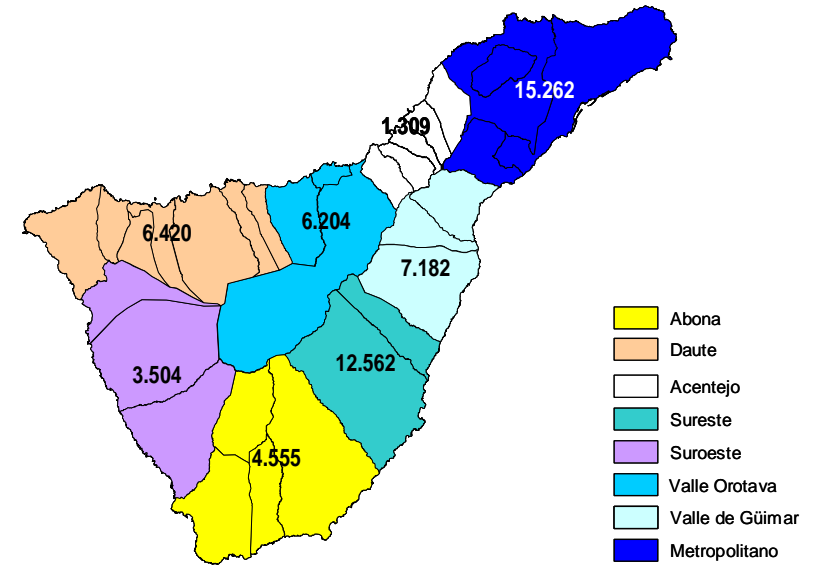 15.262
1.309
6.420
6.204
7.182
3.504
12.562
4.555
Abona
Daute
Acentejo
Sureste
Suroeste
Valle Orotava
Valle de Güimar
Metropolitano